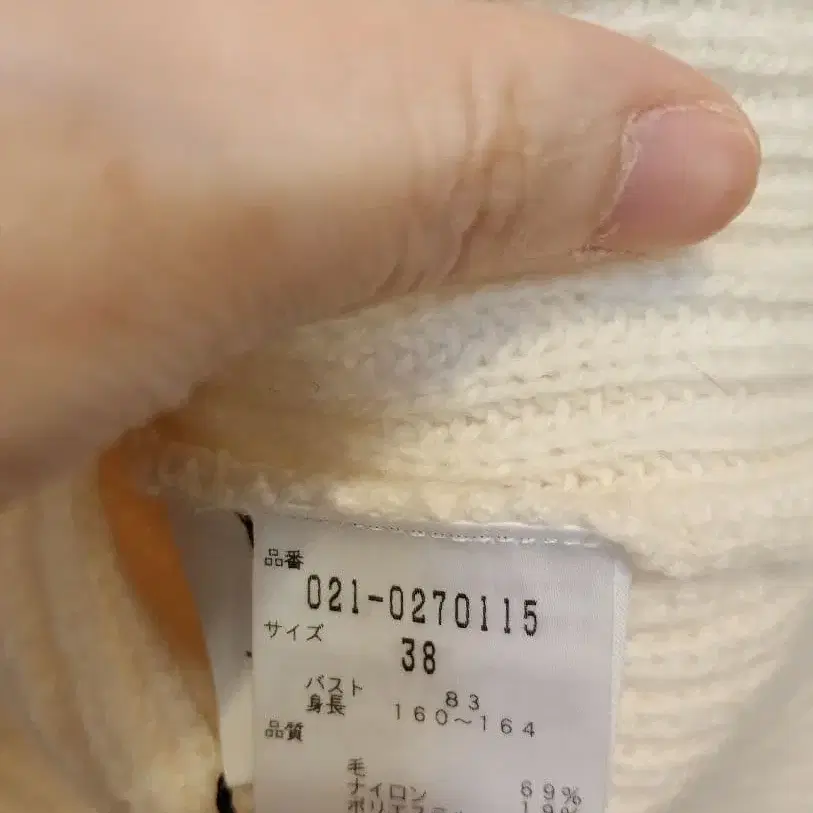 品番
021-0270115
サイズ
38
バスト 83
身長 160~164
品質
毛 69%
ナイロン 19%